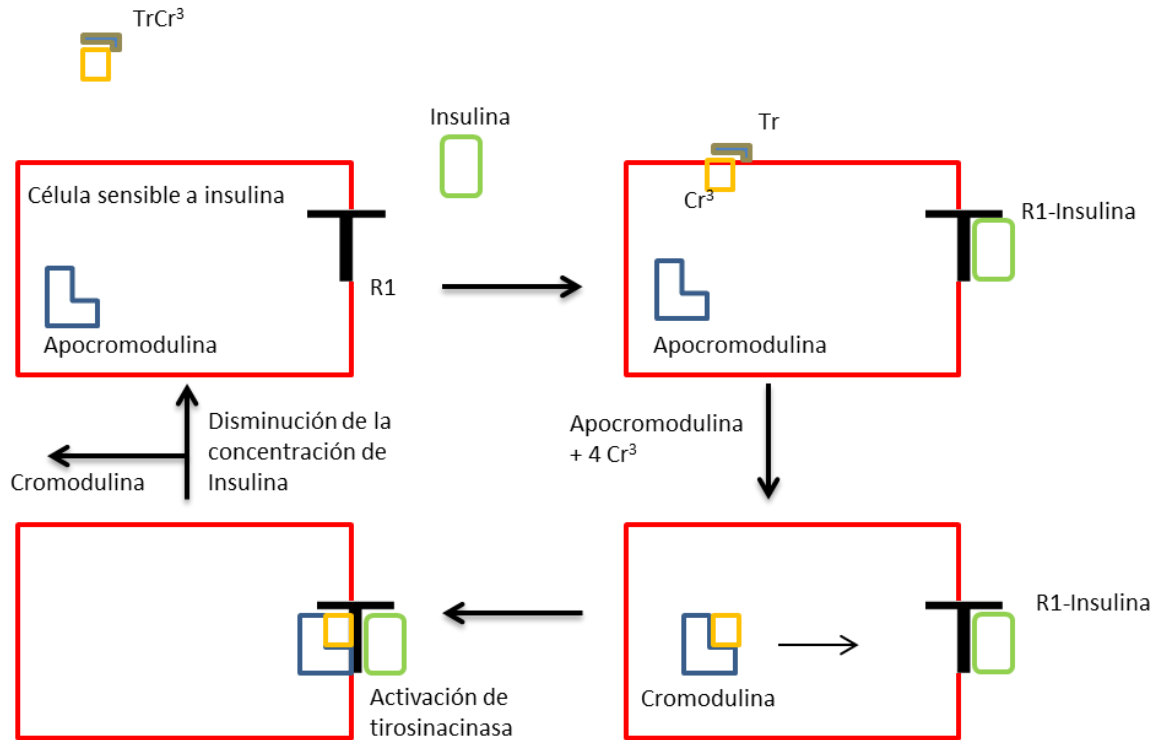 TrCr³
Insulina
Célula sensible a insulina
R1
Apocromodulina
Tr
Cr³
R1-Insulina
Apocromodulina
Disminución de la
concentración de
Insulina
Cromodulina
Apocromodulina
+ 4 Cr³
Activación de
tirosinacinasa
Cromodulina
R1-Insulina